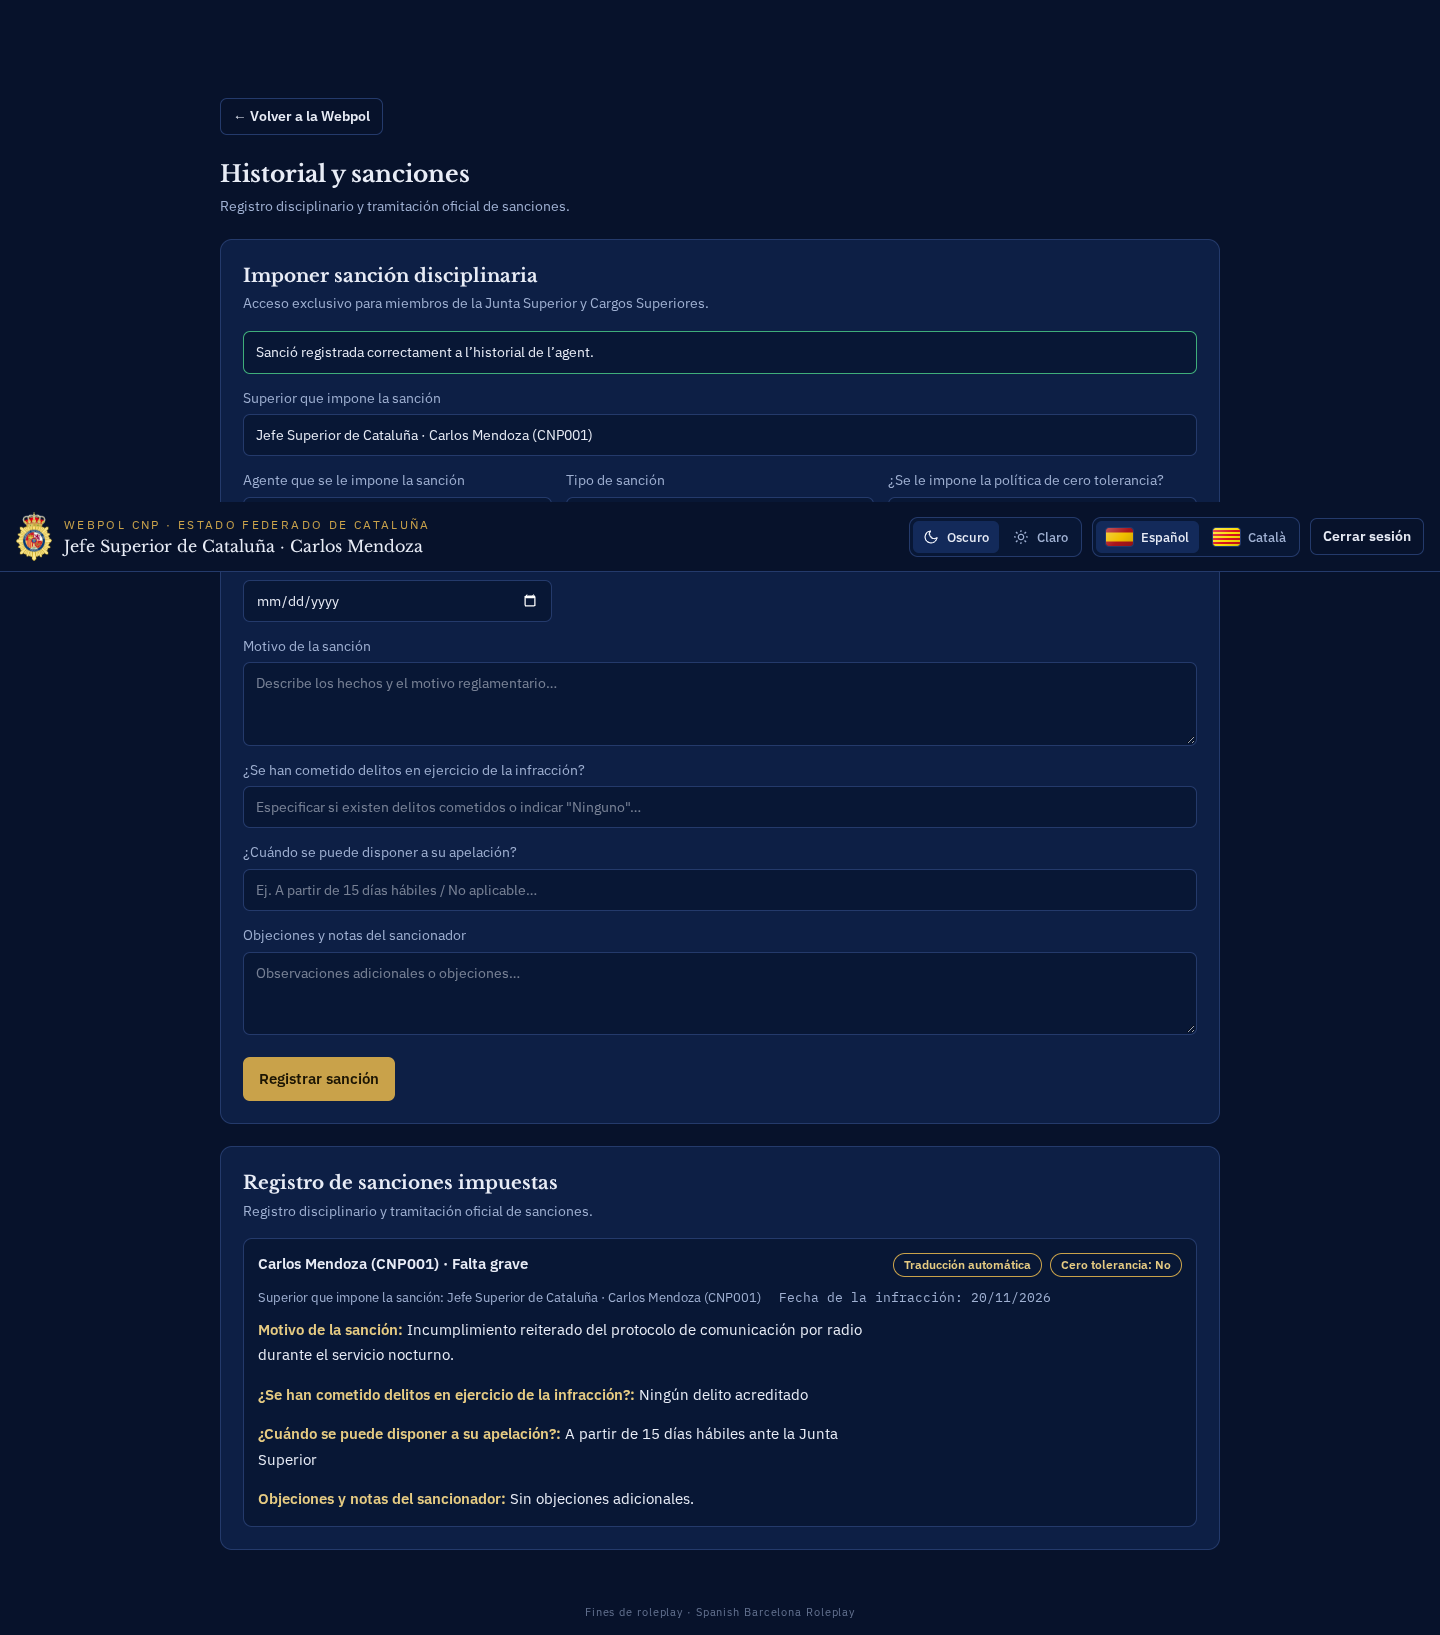 ← Volver a la Webpol
Historial y sanciones
Registro disciplinario y tramitación oficial de sanciones.
Imponer sanción disciplinaria
Acceso exclusivo para miembros de la Junta Superior y Cargos Superiores.
Sanció registrada correctament a l’historial de l’agent.
Superior que impone la sanción
Jefe Superior de Cataluña · Carlos Mendoza (CNP001)
Agente que se le impone la sanción
Tipo de sanción
¿Se le impone la política de cero tolerancia?
WEBPOL CNP · ESTADO FEDERADO DE CATALUÑA
Jefe Superior de Cataluña · Carlos Mendoza
Oscuro
Claro
Español
Català
Cerrar sesión
mm/dd/yyyy
Motivo de la sanción
Describe los hechos y el motivo reglamentario...
¿Se han cometido delitos en ejercicio de la infracción?
Especificar si existen delitos cometidos o indicar "Ninguno"...
¿Cuándo se puede disponer a su apelación?
Ej. A partir de 15 días hábiles / No aplicable...
Objeciones y notas del sancionador
Observaciones adicionales o objeciones...
Registrar sanción
Registro de sanciones impuestas
Registro disciplinario y tramitación oficial de sanciones.
Carlos Mendoza (CNP001) · Falta grave
Traducción automática
Cero tolerancia: No
Superior que impone la sanción: Jefe Superior de Cataluña · Carlos Mendoza (CNP001)
Fecha de la infracción: 20/11/2026
Motivo de la sanción: Incumplimiento reiterado del protocolo de comunicación por radio
durante el servicio nocturno.
¿Se han cometido delitos en ejercicio de la infracción?: Ningún delito acreditado
¿Cuándo se puede disponer a su apelación?: A partir de 15 días hábiles ante la Junta
Superior
Objeciones y notas del sancionador: Sin objeciones adicionales.
Fines de roleplay · Spanish Barcelona Roleplay